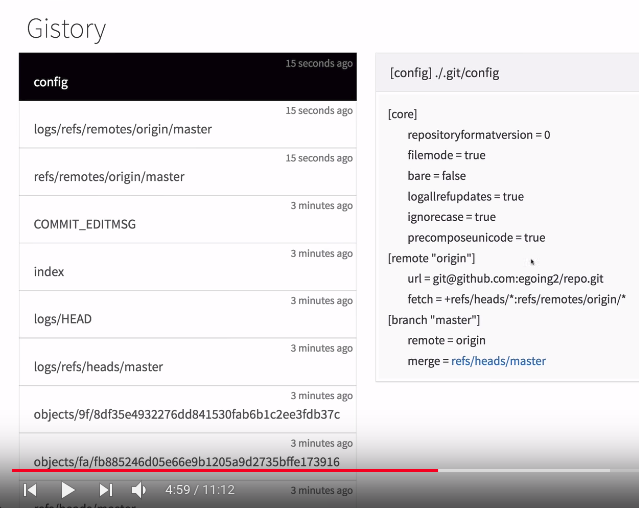 Gistory
15 seconds ago
config
15 seconds ago
logs/refs/remotes/origin/master
15 seconds ago
refs/remotes/origin/master
3 minutes ago
COMMIT_EDITMSG
3 minutes ago
index
3 minutes ago
logs/HEAD
3 minutes ago
logs/refs/heads/master
3 minutes ago
objects/9f/8df35e4932276dd841530fab6b1c2ee3fdb37c
3 minutes ago
objects/fa/fb885246d05e66e9b1205a9d2735bffe173916
3 minutes ago
refs/heads/master
[config] ./.git/config
[core]
repositoryformatversion = 0
filemode = true
bare = false
logallrefupdates = true
ignorecase = true
precomposeunicode = true
[remote "origin"]
url = git@github.com:egoing2/repo.git
fetch = +refs/heads/*:refs/remotes/origin/*
[branch "master"]
remote = origin
merge = refs/heads/master
4:59 / 11:12